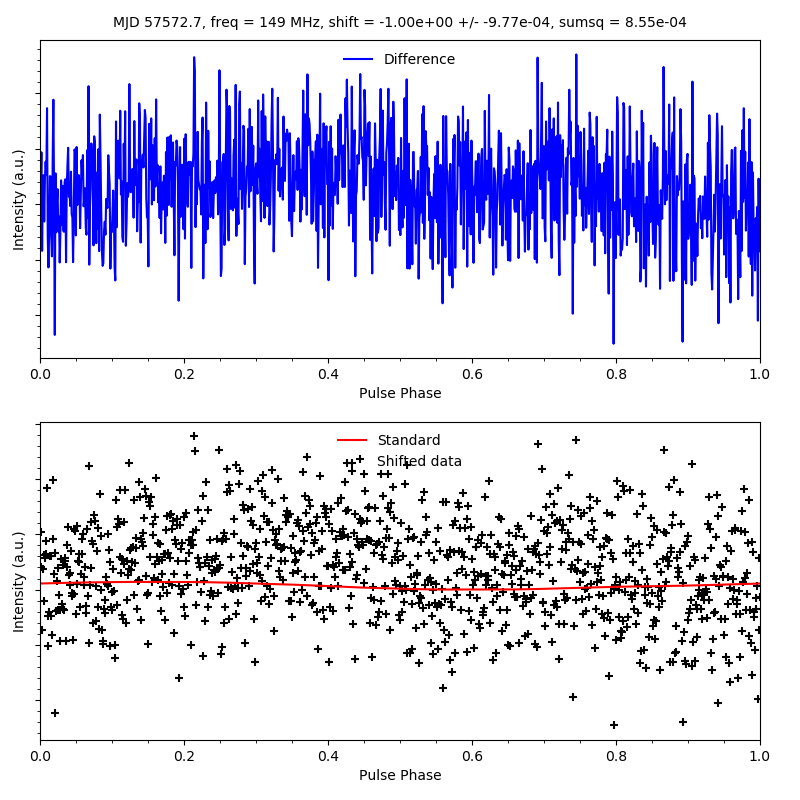 MJD 57572.7, freq = 149 MHz, shift = -1.00e+00 +/- -9.77e-04, sumsq = 8.55e-04
Difference
Intensity (a.u.)
0.0 0.2 0.4 0.6 0.8 1.0
Pulse Phase
Standard
Shifted data
Intensity (a.u.)
0.0 0.2 0.4 0.6 0.8 1.0
Pulse Phase